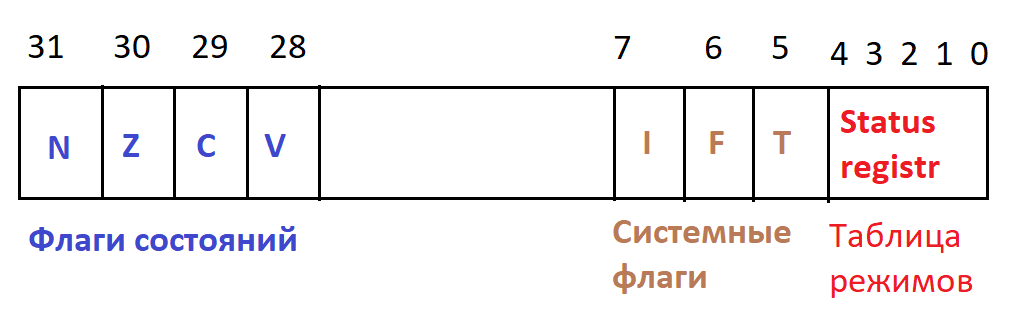 31 30 29 28 7 6 5 4 3 2 1 0
N Z C V I F T Status
registr
Флаги состояний Системные Таблица
флаги режимов